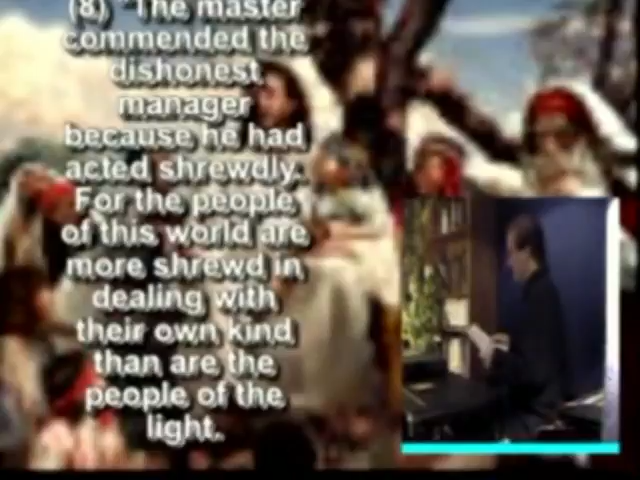 (8) "The master
commended the
dishonest
manager
because he had
acted shrewdly.
For the people
of this world are
more shrewd in
dealing with
their own kind
than are the
people of the
light.